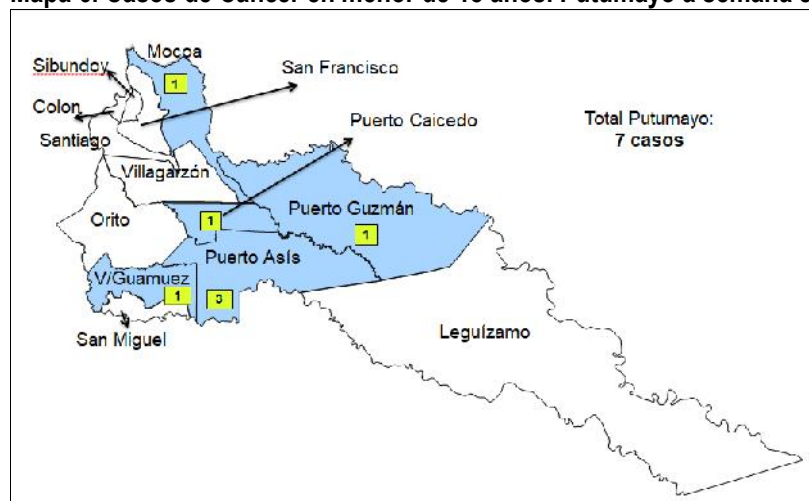 Mocoa
Sibundoy
San Francisco
1
Colon
Puerto Caicedo
Total Putumayo:
7 casos
Santiago
Villagarzón
Orito
1
Puerto Guzmán
1
Puerto Asís
V/Guamuez
1
3
San Miguel
Leguízamo